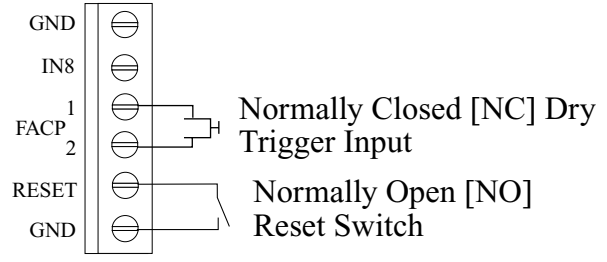 GND
IN8
1
FACP
2
RESET
GND
Normally Closed [NC] Dry
Trigger Input
Normally Open [NO]
Reset Switch